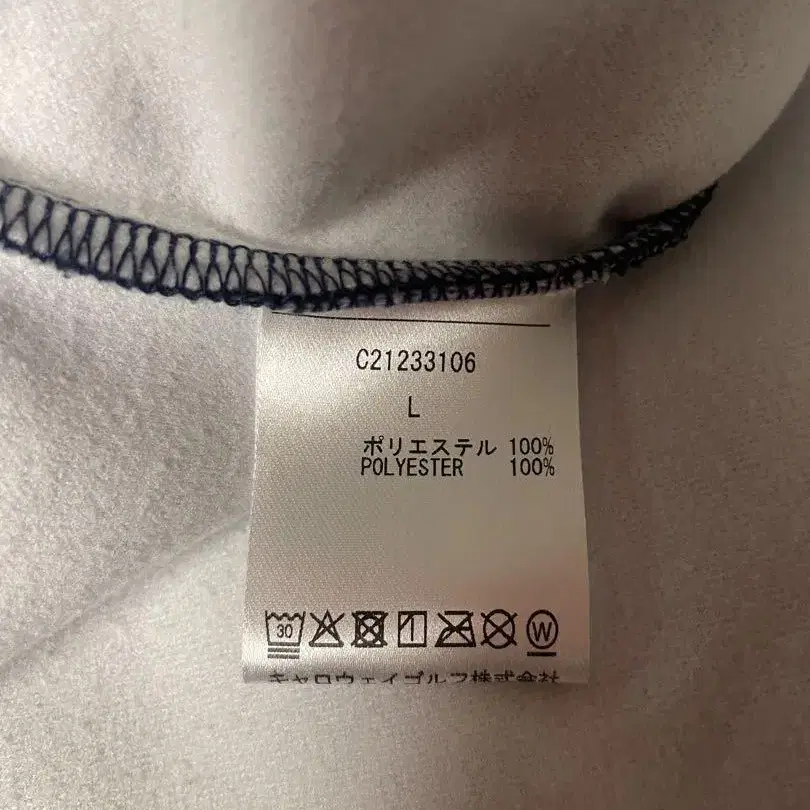 C21233106
L
ポリエステル 100%
POLYESTER 100%
30
W
キャロウェイゴルフ株式会社